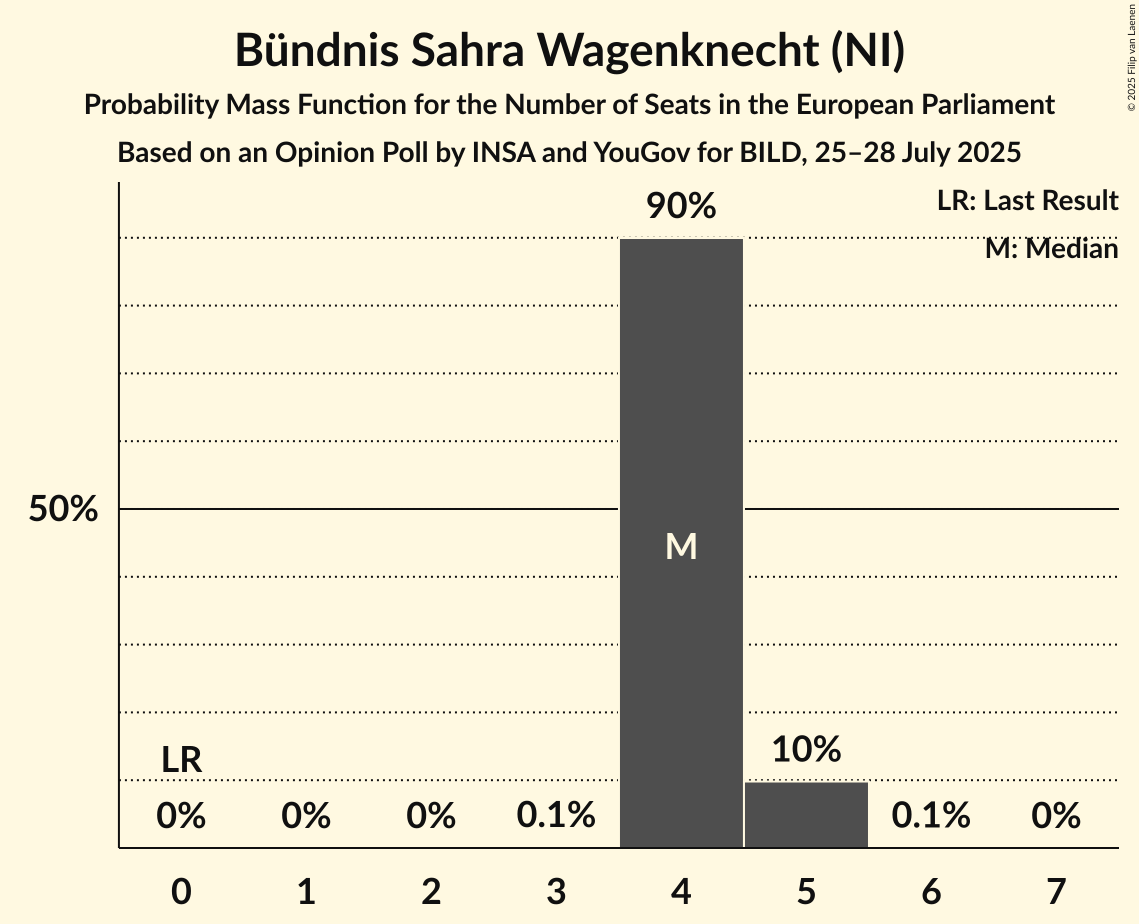 Bündnis Sahra Wagenknecht (NI)
Probability Mass Function for the Number of Seats in the European Parliament
Based on an Opinion Poll by INSA and YouGov for BILD, 25–28 July 2025
© 2025 Filip van Laenen
LR: Last Result
M: Median
90%
50%
M
LR
10%
0% 0% 0% 0.1% 0.1% 0%
0 1 2 3 4 5 6 7